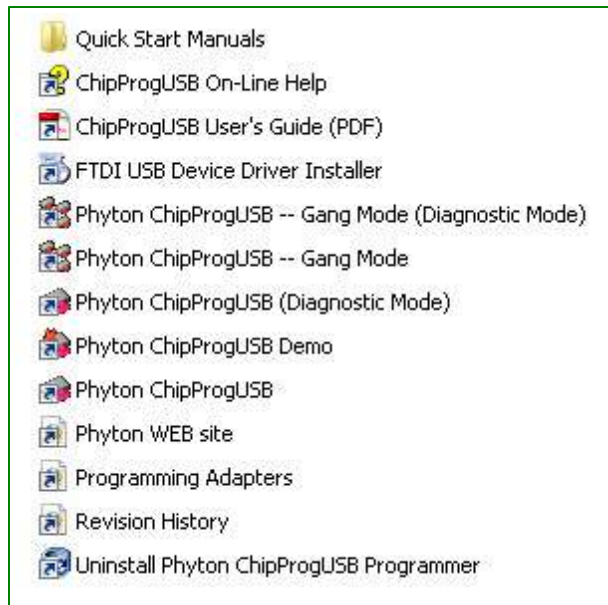 Quick Start Manuals
ChipProgUSB On-Line Help
ChipProgUSB User's Guide (PDF)
FTDI USB Device Driver Installer
Phyton ChipProgUSB -- Gang Mode (Diagnostic Mode)
Phyton ChipProgUSB -- Gang Mode
Phyton ChipProgUSB (Diagnostic Mode)
Phyton ChipProgUSB Demo
Phyton ChipProgUSB
Phyton WEB site
Programming Adapters
Revision History
Uninstall Phyton ChipProgUSB Programmer